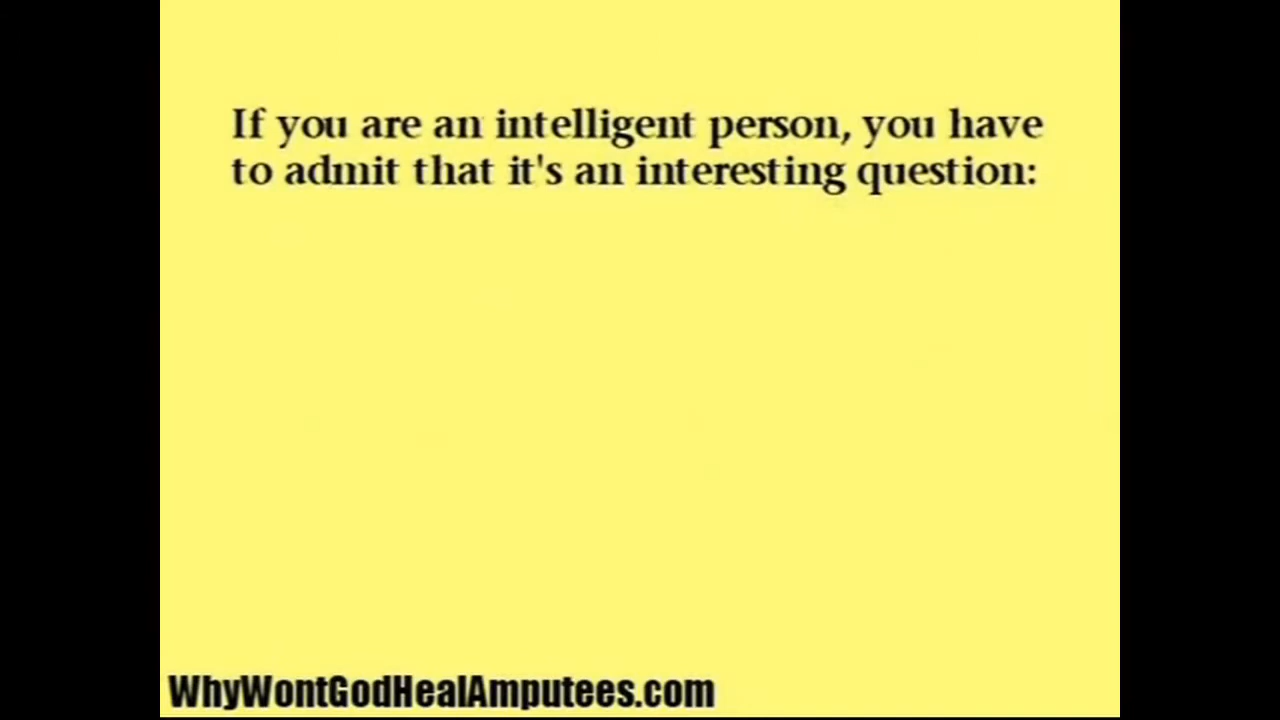 If you are an intelligent person, you have
to admit that it's an interesting question:
WhyWontGodHealAmputees.com